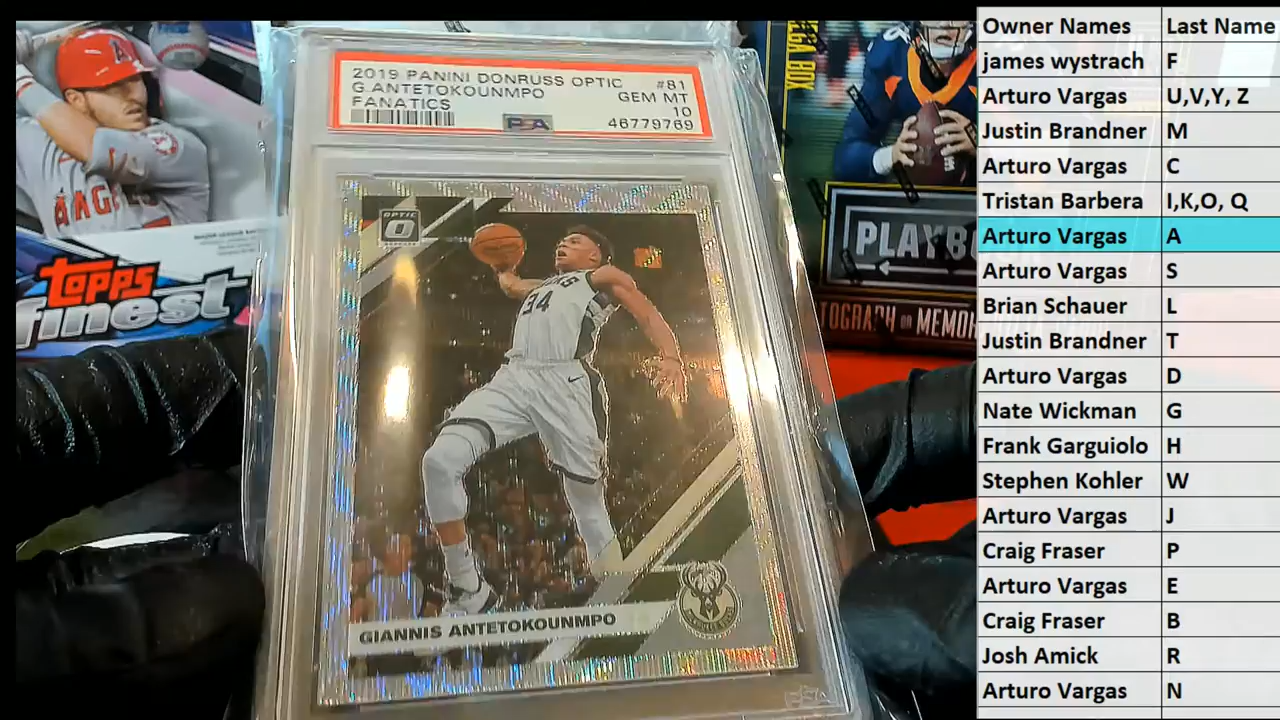 2019 PANINI DONRUSS OPTIC #81
G.ANTETOKOUNMPO GEM MT
FANATICS 10
PSA 46779769
OPTIC
34
GIANNIS ANTETOKOUNMPO
TOPPS
finest
PLAYB
Owner Names Last Name
james wystrach F
Arturo Vargas U,V,Y, Z
Justin Brandner M
Arturo Vargas C
Tristan Barbera I,K,O, Q
Arturo Vargas A
Arturo Vargas S
Brian Schauer L
Justin Brandner T
Arturo Vargas D
Nate Wickman G
Frank Garguiolo H
Stephen Kohler W
Arturo Vargas J
Craig Fraser P
Arturo Vargas E
Craig Fraser B
Josh Amick R
Arturo Vargas N